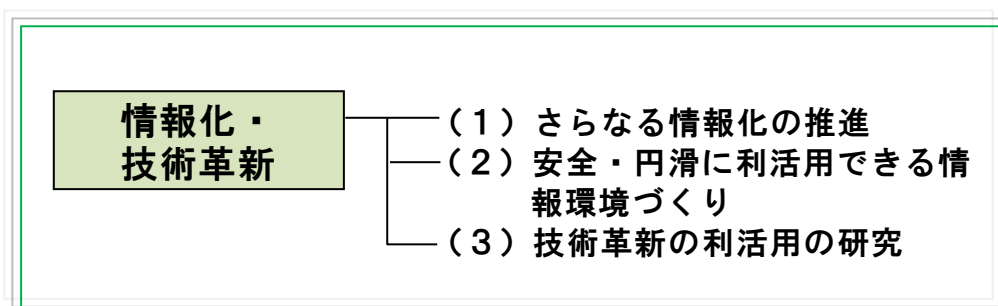 情報化・
技術革新
（１）さらなる情報化の推進
（２）安全・円滑に利活用できる情
報環境づくり
（３）技術革新の利活用の研究